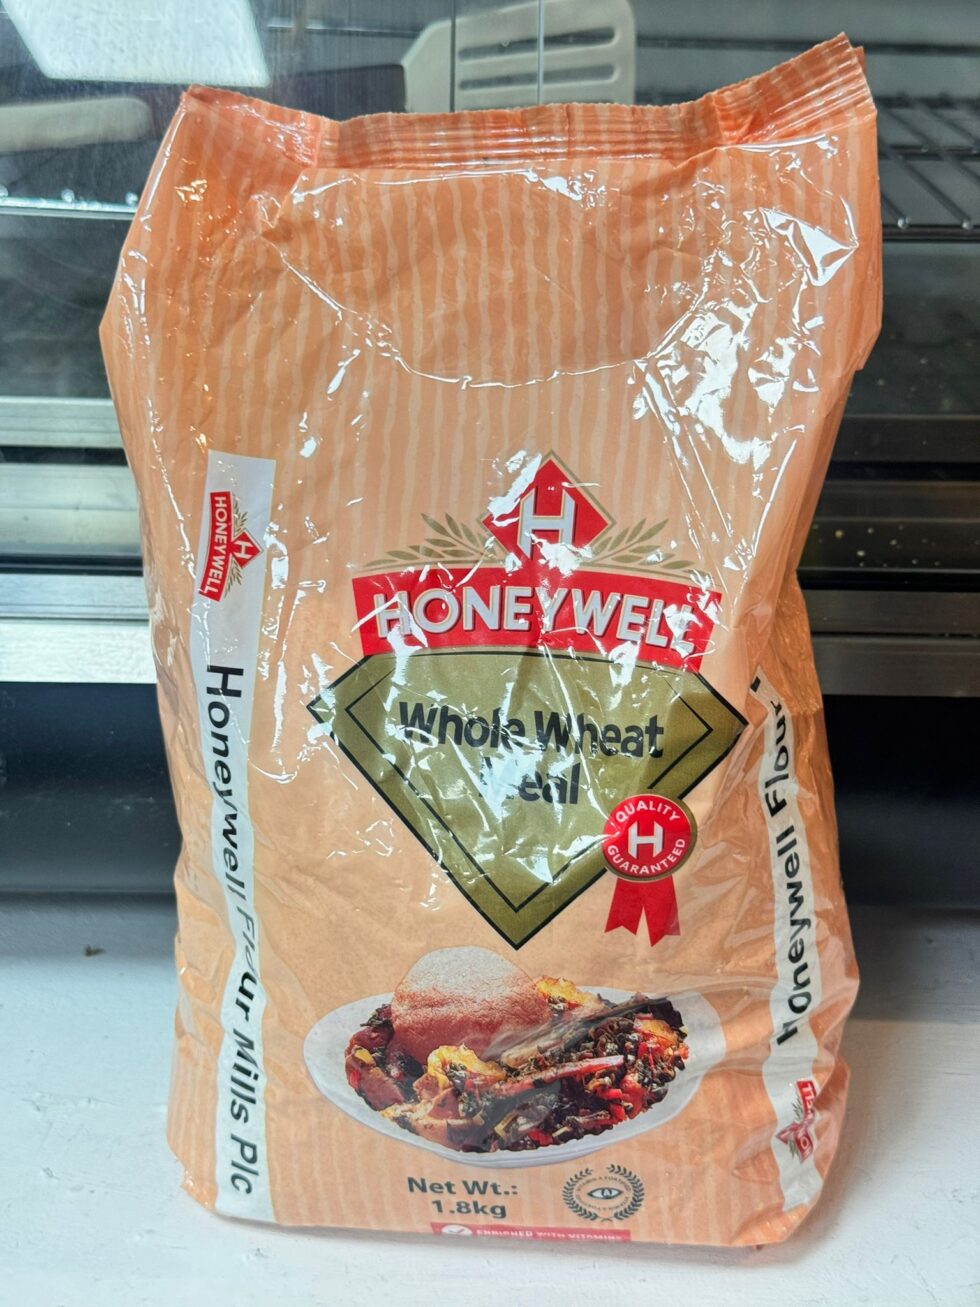 H
HONEYWELL
Whole Wheat
Meal
QUALITY
H
GUARANTEED
HONEYWELL
H
Honeywell Flour Mills Plc
Honeywell Flour
Net Wt.:
1.8kg
ENRICHED WITH VITAMINS